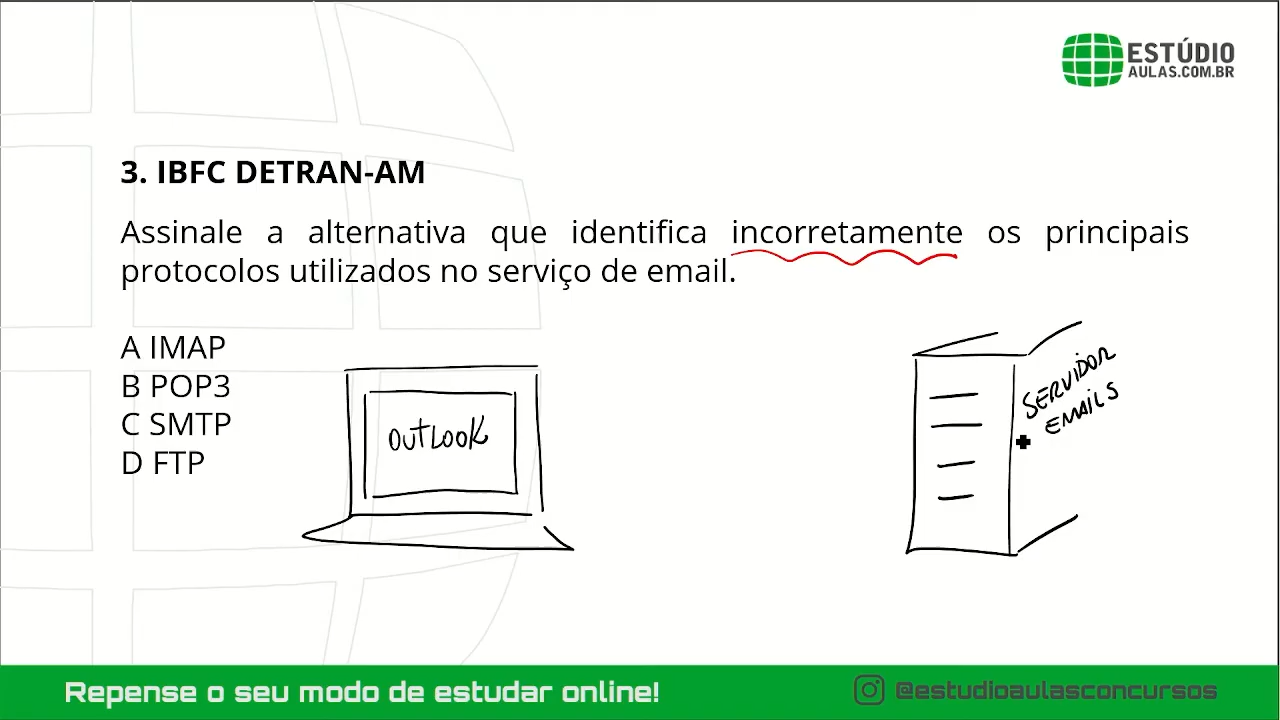 ESTÚDIO
AULAS.COM.BR
3. IBFC DETRAN-AM
Assinale a alternativa que identifica incorretamente os principais
protocolos utilizados no serviço de email.
A IMAP
B POP3
C SMTP
D FTP
OUTLOOK
SERVIDOR
EMAILS
Repense o seu modo de estudar online!
@estudioaulasconcursos